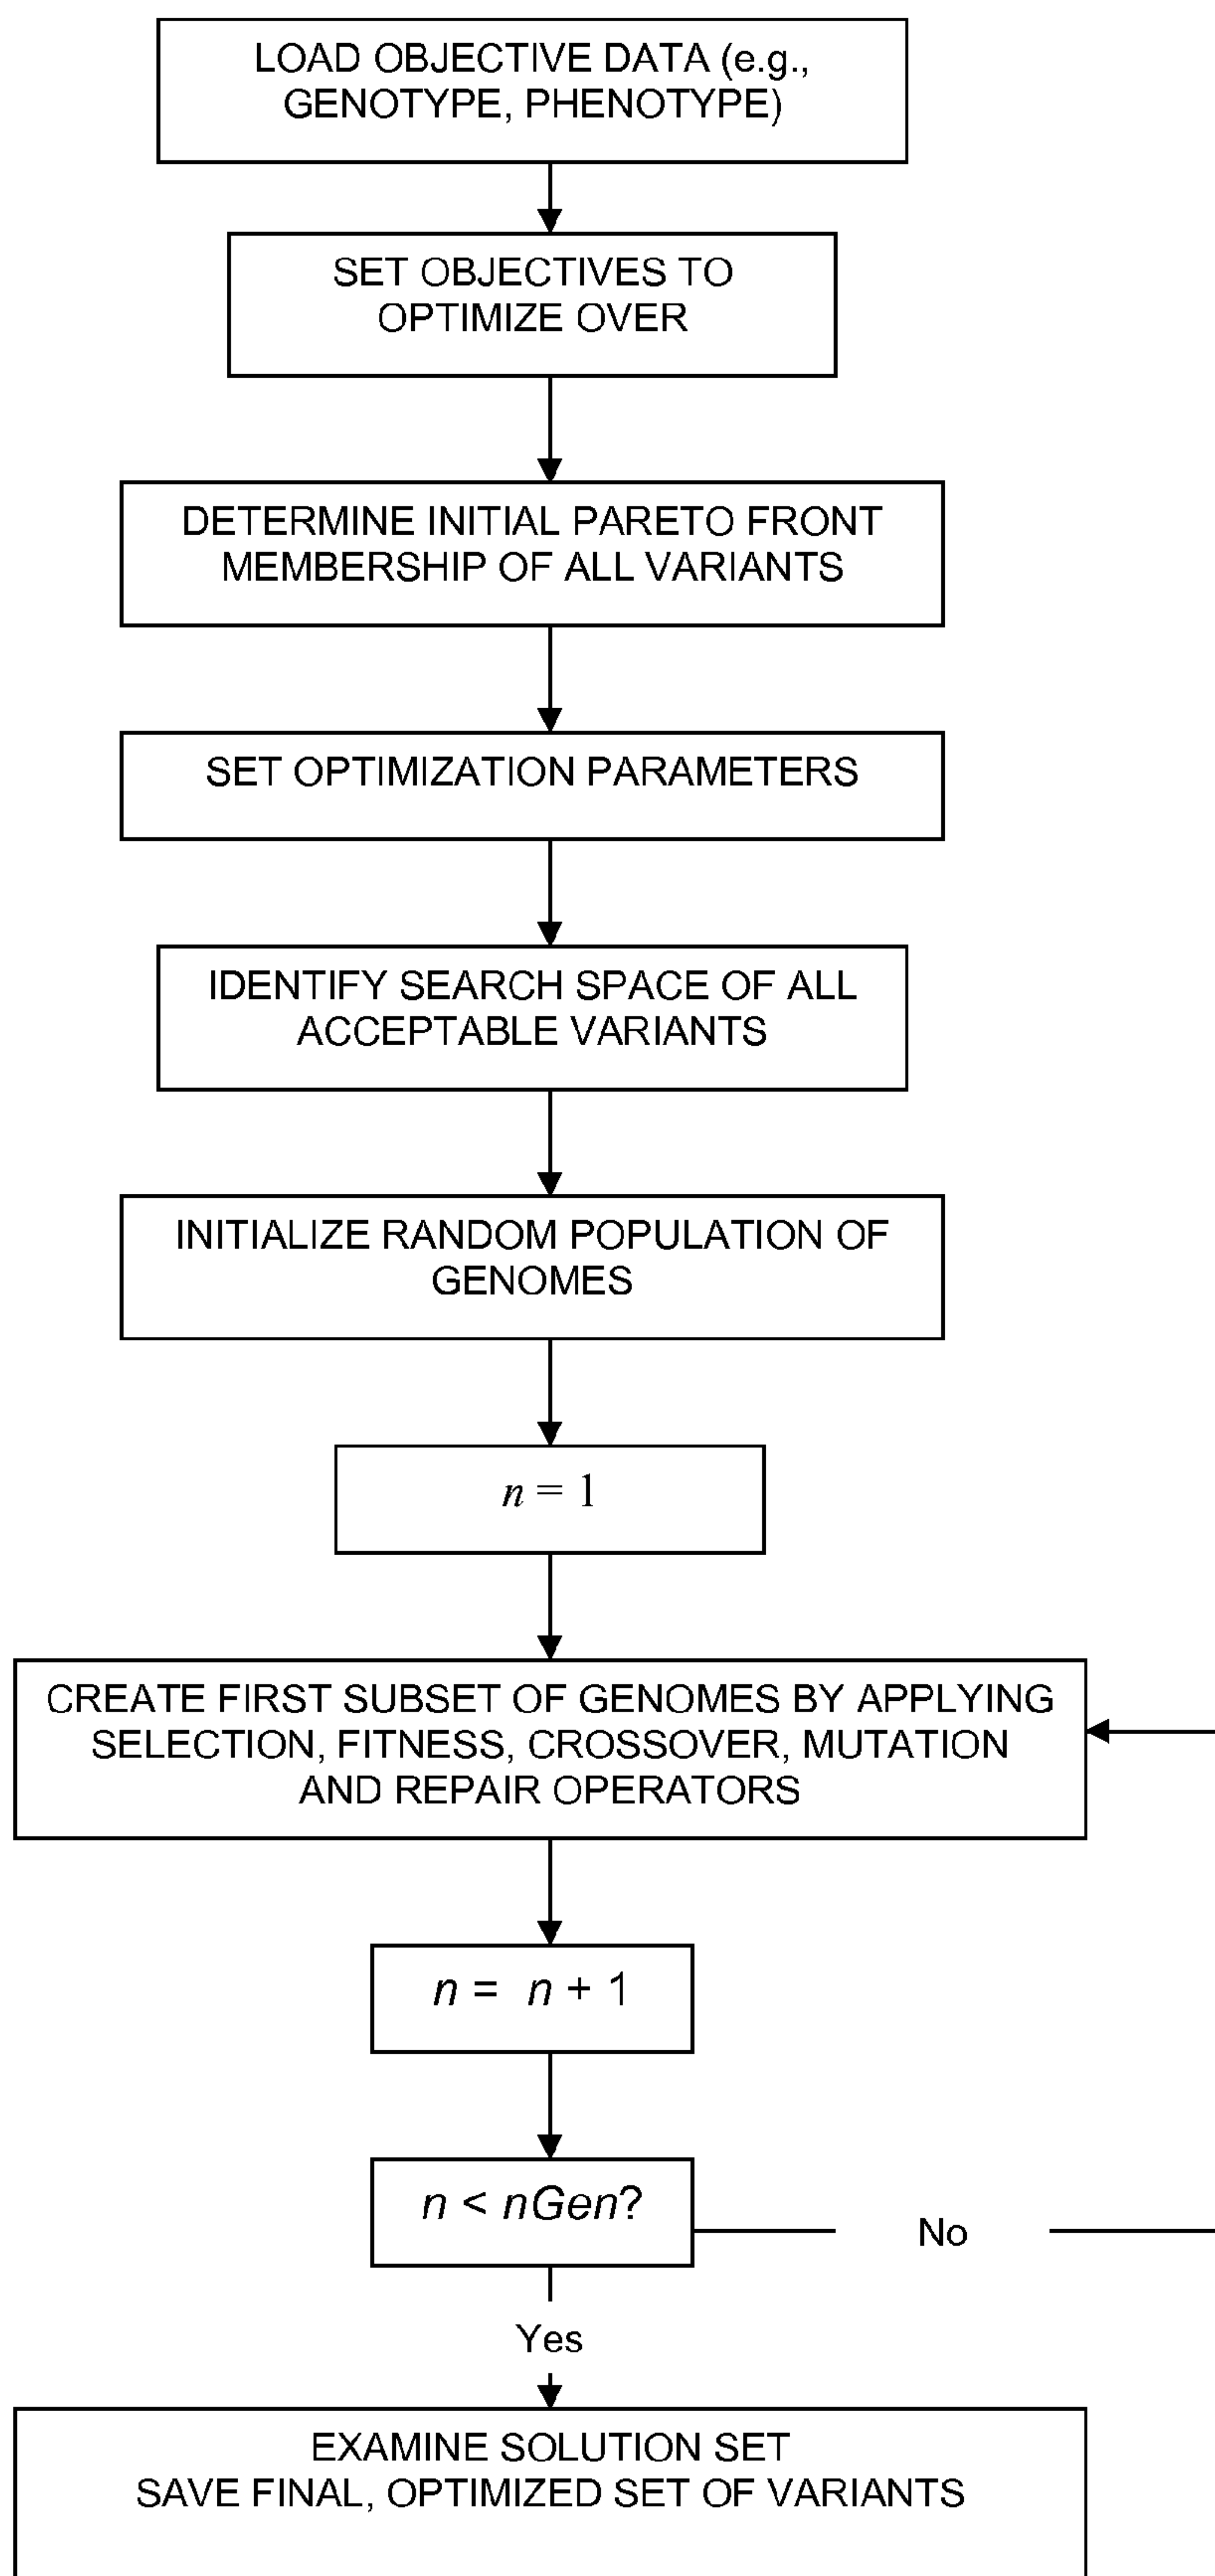 LOAD OBJECTIVE DATA (e.g.,
GENOTYPE, PHENOTYPE)
SET OBJECTIVES TO
OPTIMIZE OVER
DETERMINE INITIAL PARETO FRONT
MEMBERSHIP OF ALL VARIANTS
SET OPTIMIZATION PARAMETERS
IDENTIFY SEARCH SPACE OF ALL
ACCEPTABLE VARIANTS
INITIALIZE RANDOM POPULATION OF
GENOMES
n = 1
CREATE FIRST SUBSET OF GENOMES BY APPLYING
SELECTION, FITNESS, CROSSOVER, MUTATION
AND REPAIR OPERATORS
n = n + 1
n < nGen?
No
Yes
EXAMINE SOLUTION SET
SAVE FINAL, OPTIMIZED SET OF VARIANTS